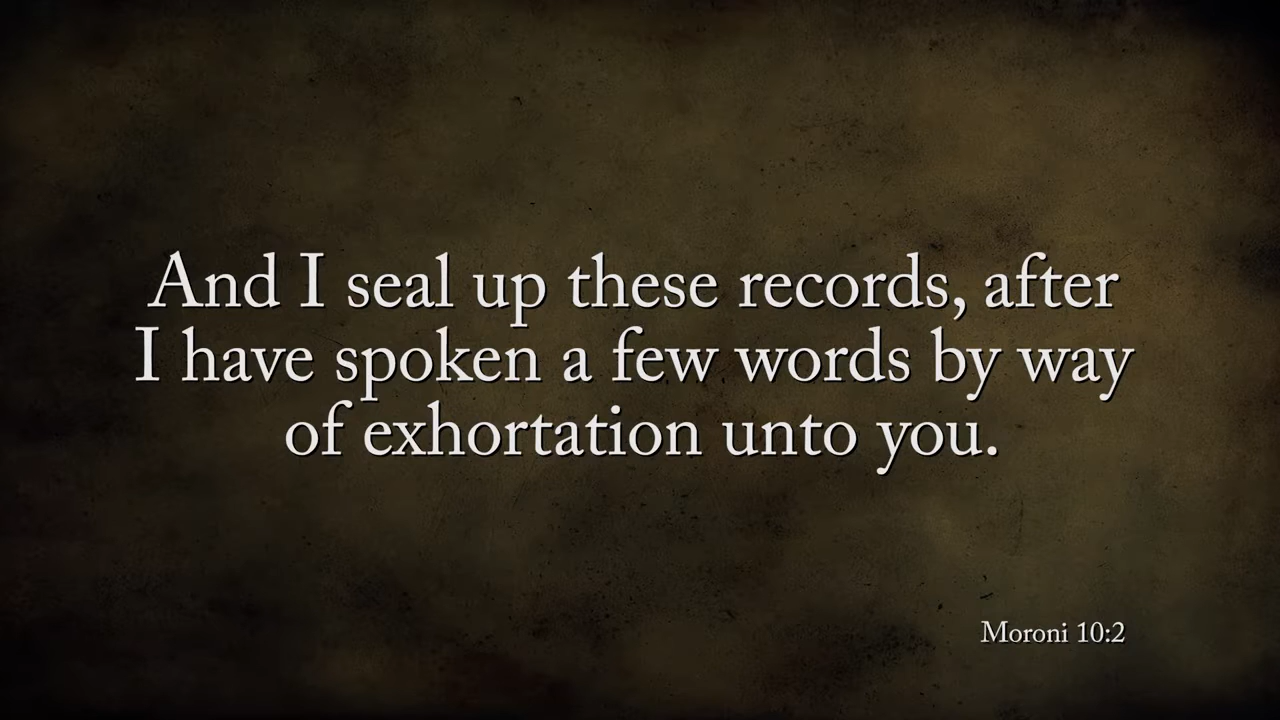 And I seal up these records, after
I have spoken a few words by way
of exhortation unto you.
Moroni 10:2